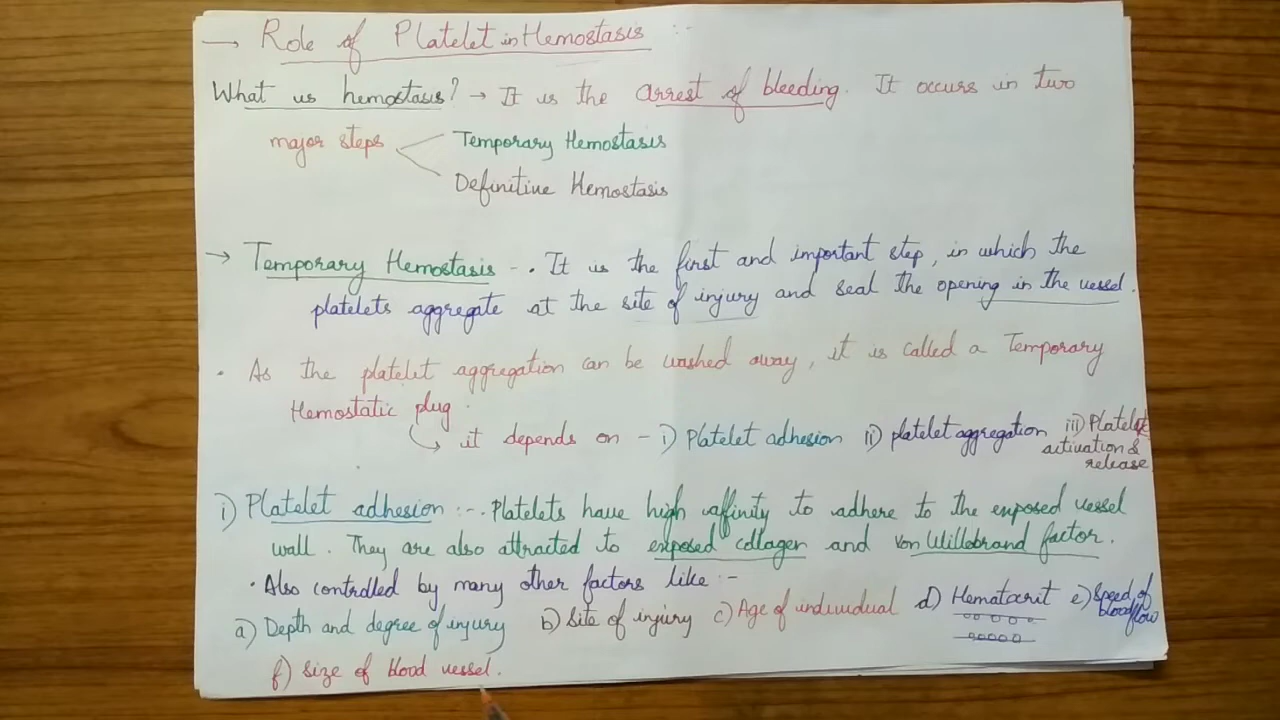 → Role of Platelet in Hemostasis :-
What is hemostasis? → It is the arrest of bleeding. It occurs in two
major steps
Temporary Hemostasis
Definitive Hemostasis
→ Temporary Hemostasis - . It is the first and important step, in which the
platelets aggregate at the site of injury and seal the opening in the vessel.
. As the platelet aggregation can be washed away, it is called a Temporary
Hemostatic plug.
→ it depends on - i) Platelet adhesion ii) platelet aggregation iii) Platelet
activation &
release
i) Platelet adhesion :-. Platelets have high affinity to adhere to the exposed vessel
wall. They are also attracted to exposed collagen and von Willebrand factor.
. Also controlled by many other factors like :-
a) Depth and degree of injury b) Site of injury c) Age of individual d) Hematocrit e) Speed of
bloodflow
f) size of blood vessel.